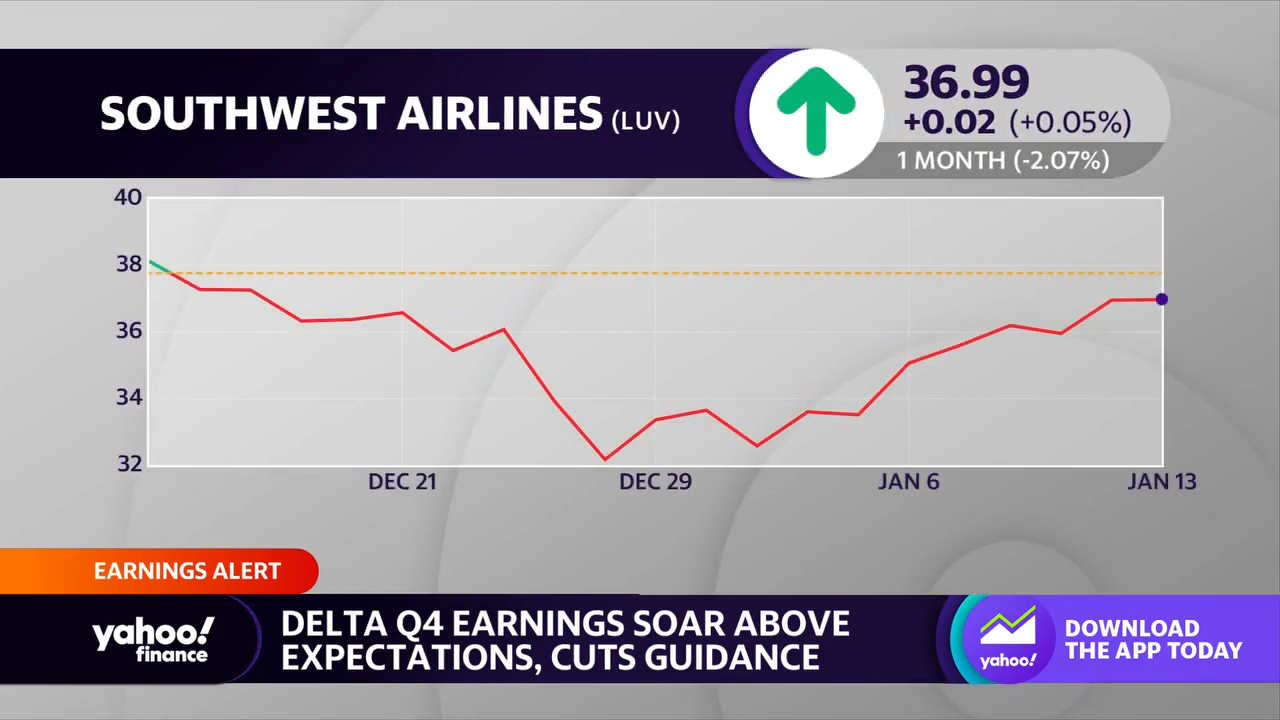 SOUTHWEST AIRLINES (LUV)
36.99
+0.02 (+0.05%)
1 MONTH (-2.07%)
40
38
36
34
32
DEC 21
DEC 29
JAN 6
JAN 13
EARNINGS ALERT
yahoo!
finance
DELTA Q4 EARNINGS SOAR ABOVE
EXPECTATIONS, CUTS GUIDANCE
yahoo!
DOWNLOAD
THE APP TODAY